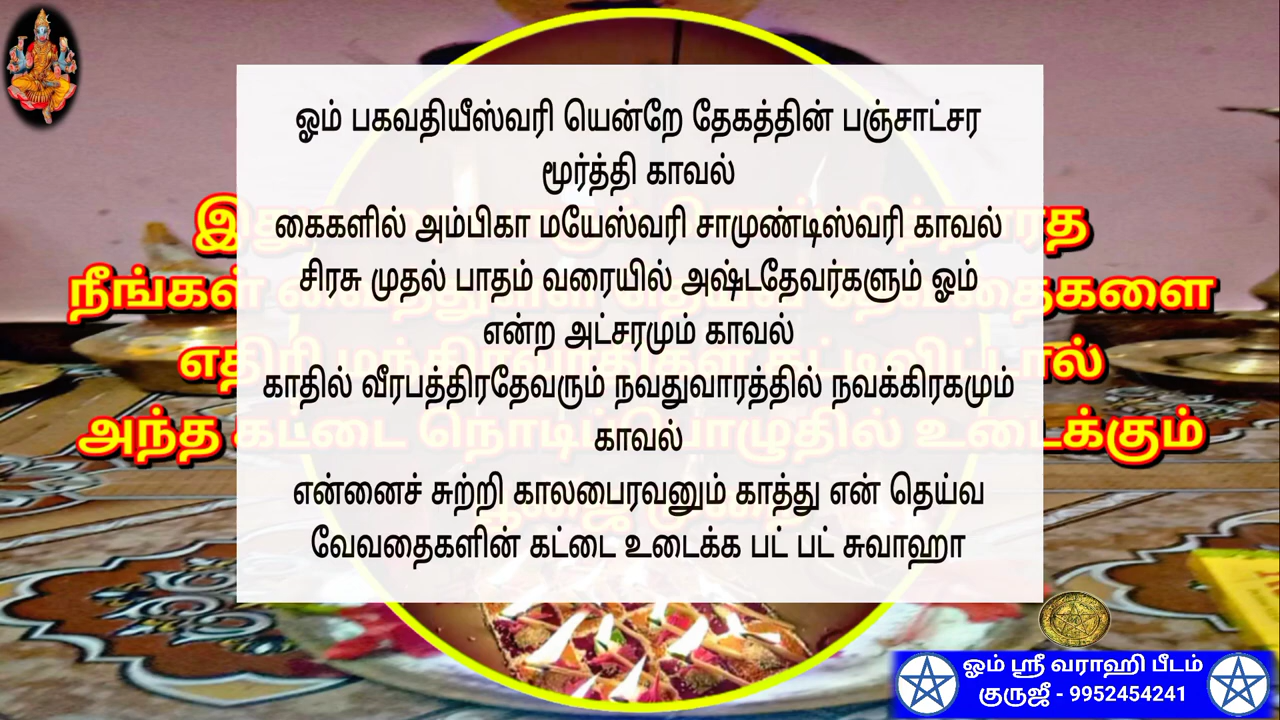 ஓம் பகவதியீஸ்வரி யென்றே தேகத்தின் பஞ்சாட்சர
மூர்த்தி காவல்
கைகளில் அம்பிகா மயேஸ்வரி சாமுண்டிஸ்வரி காவல்
சிரசு முதல் பாதம் வரையில் அஷ்டதேவர்களும் ஓம்
என்ற அட்சரமும் காவல்
காதில் வீரபத்திரதேவரும் நவதுவாரத்தில் நவக்கிரகமும்
காவல்
என்னைச் சுற்றி காலபைரவனும் காத்து என் தெய்வ
வேவதைகளின் கட்டை உடைக்க பட் பட் சுவாஹா
நீங்கள்
அந்த கட்டை நொடிப்பொழுதில் உடைக்கும்
ஓம் ஸ்ரீ வராஹி பீடம்
குருஜீ - 9952454241